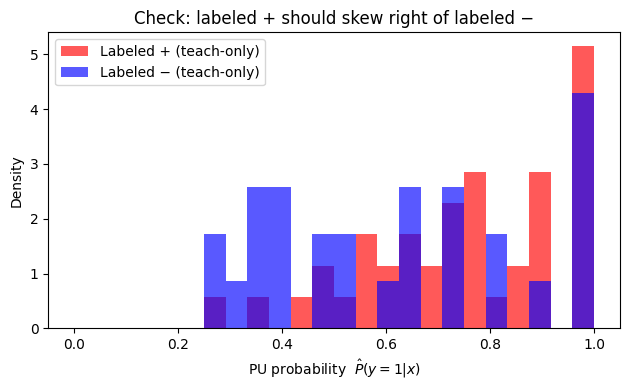 Check: labeled + should skew right of labeled −
Labeled + (teach-only)
Labeled − (teach-only)
Density
5
4
3
2
1
0
0.0 0.2 0.4 0.6 0.8 1.0
PU probability P̂(y = 1|x)